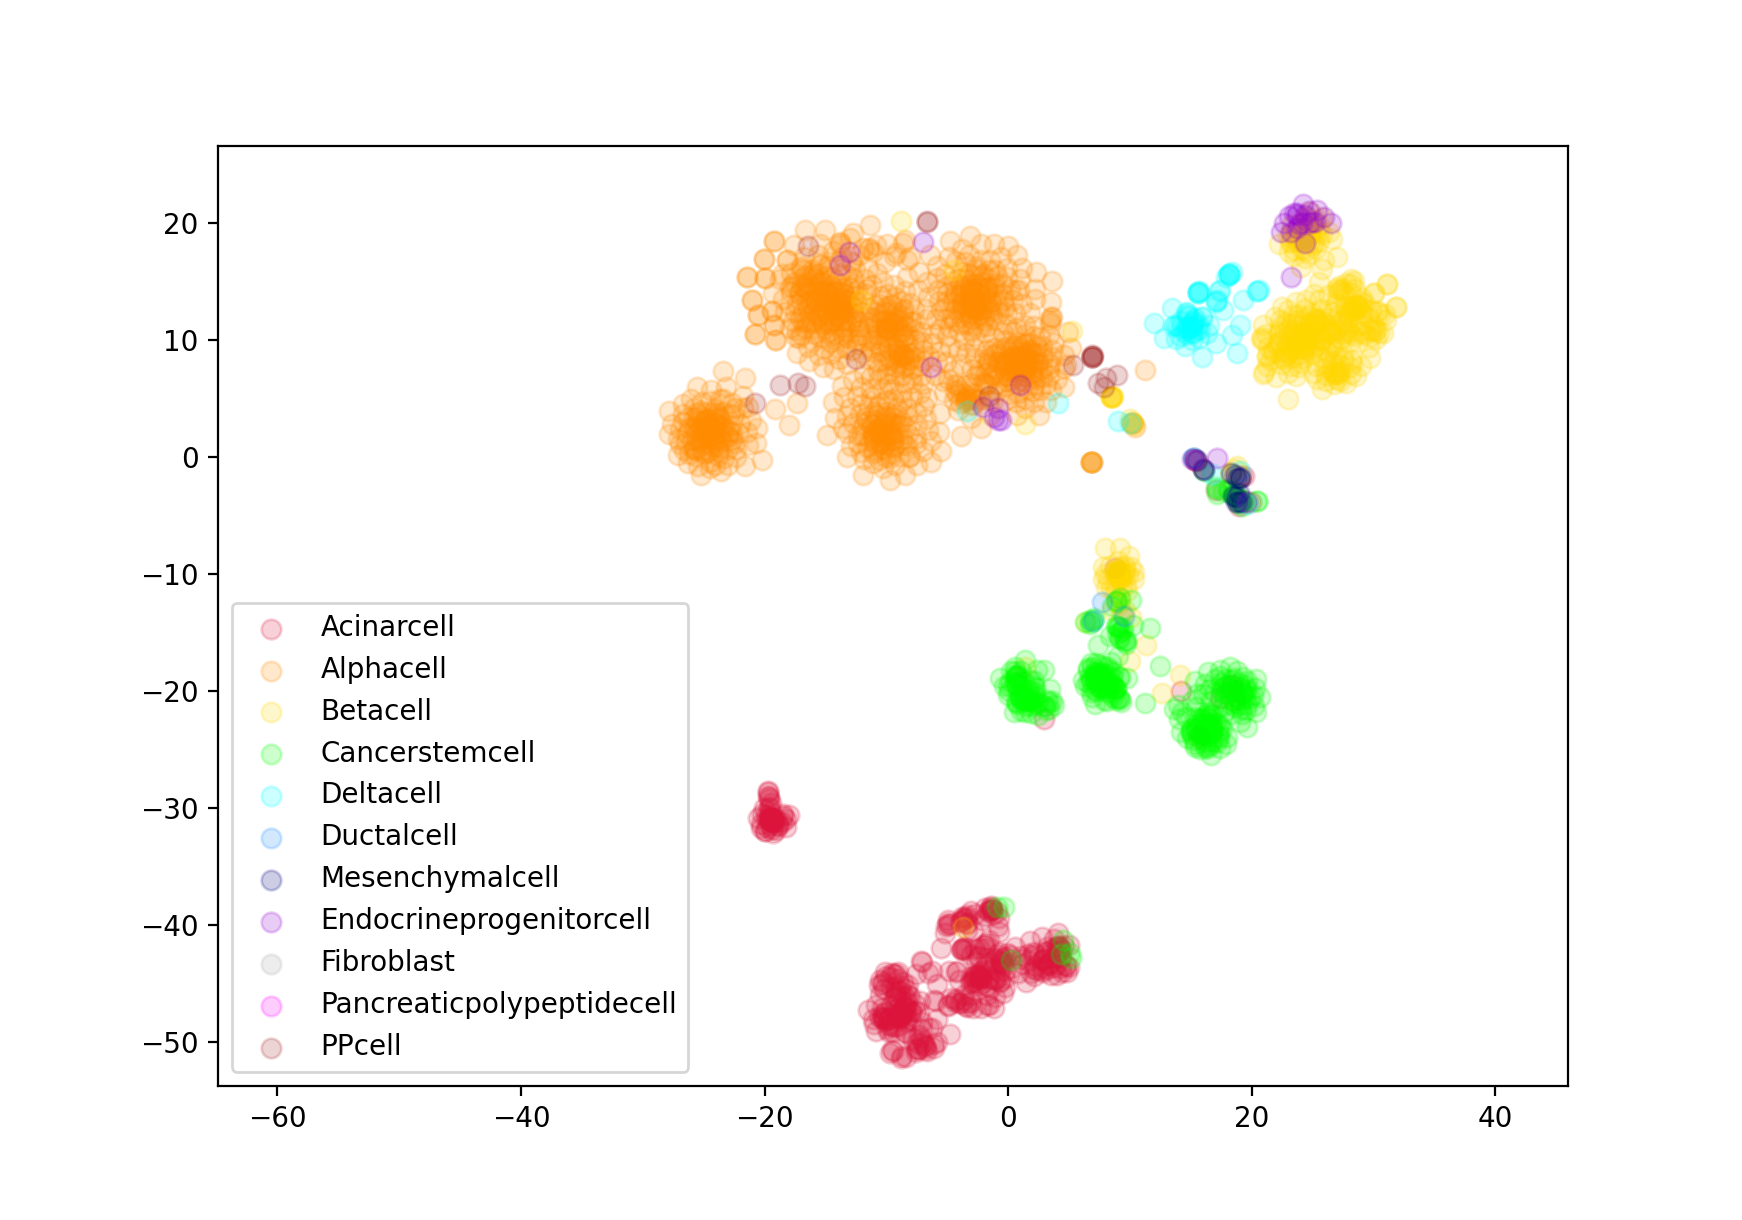 20
10
0
−10
−20
−30
−40
−50
Acinarcell
Alphacell
Betacell
Cancerstemcell
Deltacell
Ductalcell
Mesenchymalcell
Endocrineprogenitorcell
Fibroblast
Pancreaticpolypeptidecell
PPcell
−60 −40 −20 0 20 40